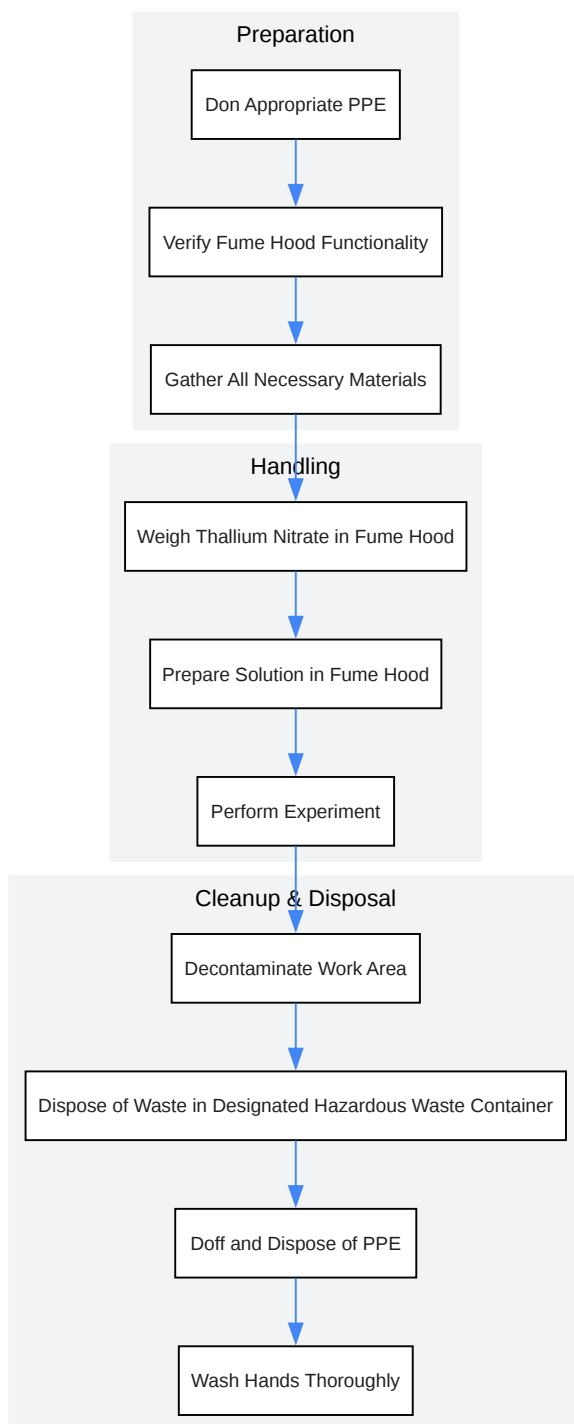 Preparation
Don Appropriate PPE
Verify Fume Hood Functionality
Gather All Necessary Materials
Handling
Weigh Thallium Nitrate in Fume Hood
Prepare Solution in Fume Hood
Perform Experiment
Cleanup & Disposal
Decontaminate Work Area
Dispose of Waste in Designated Hazardous Waste Container
Doff and Dispose of PPE
Wash Hands Thoroughly